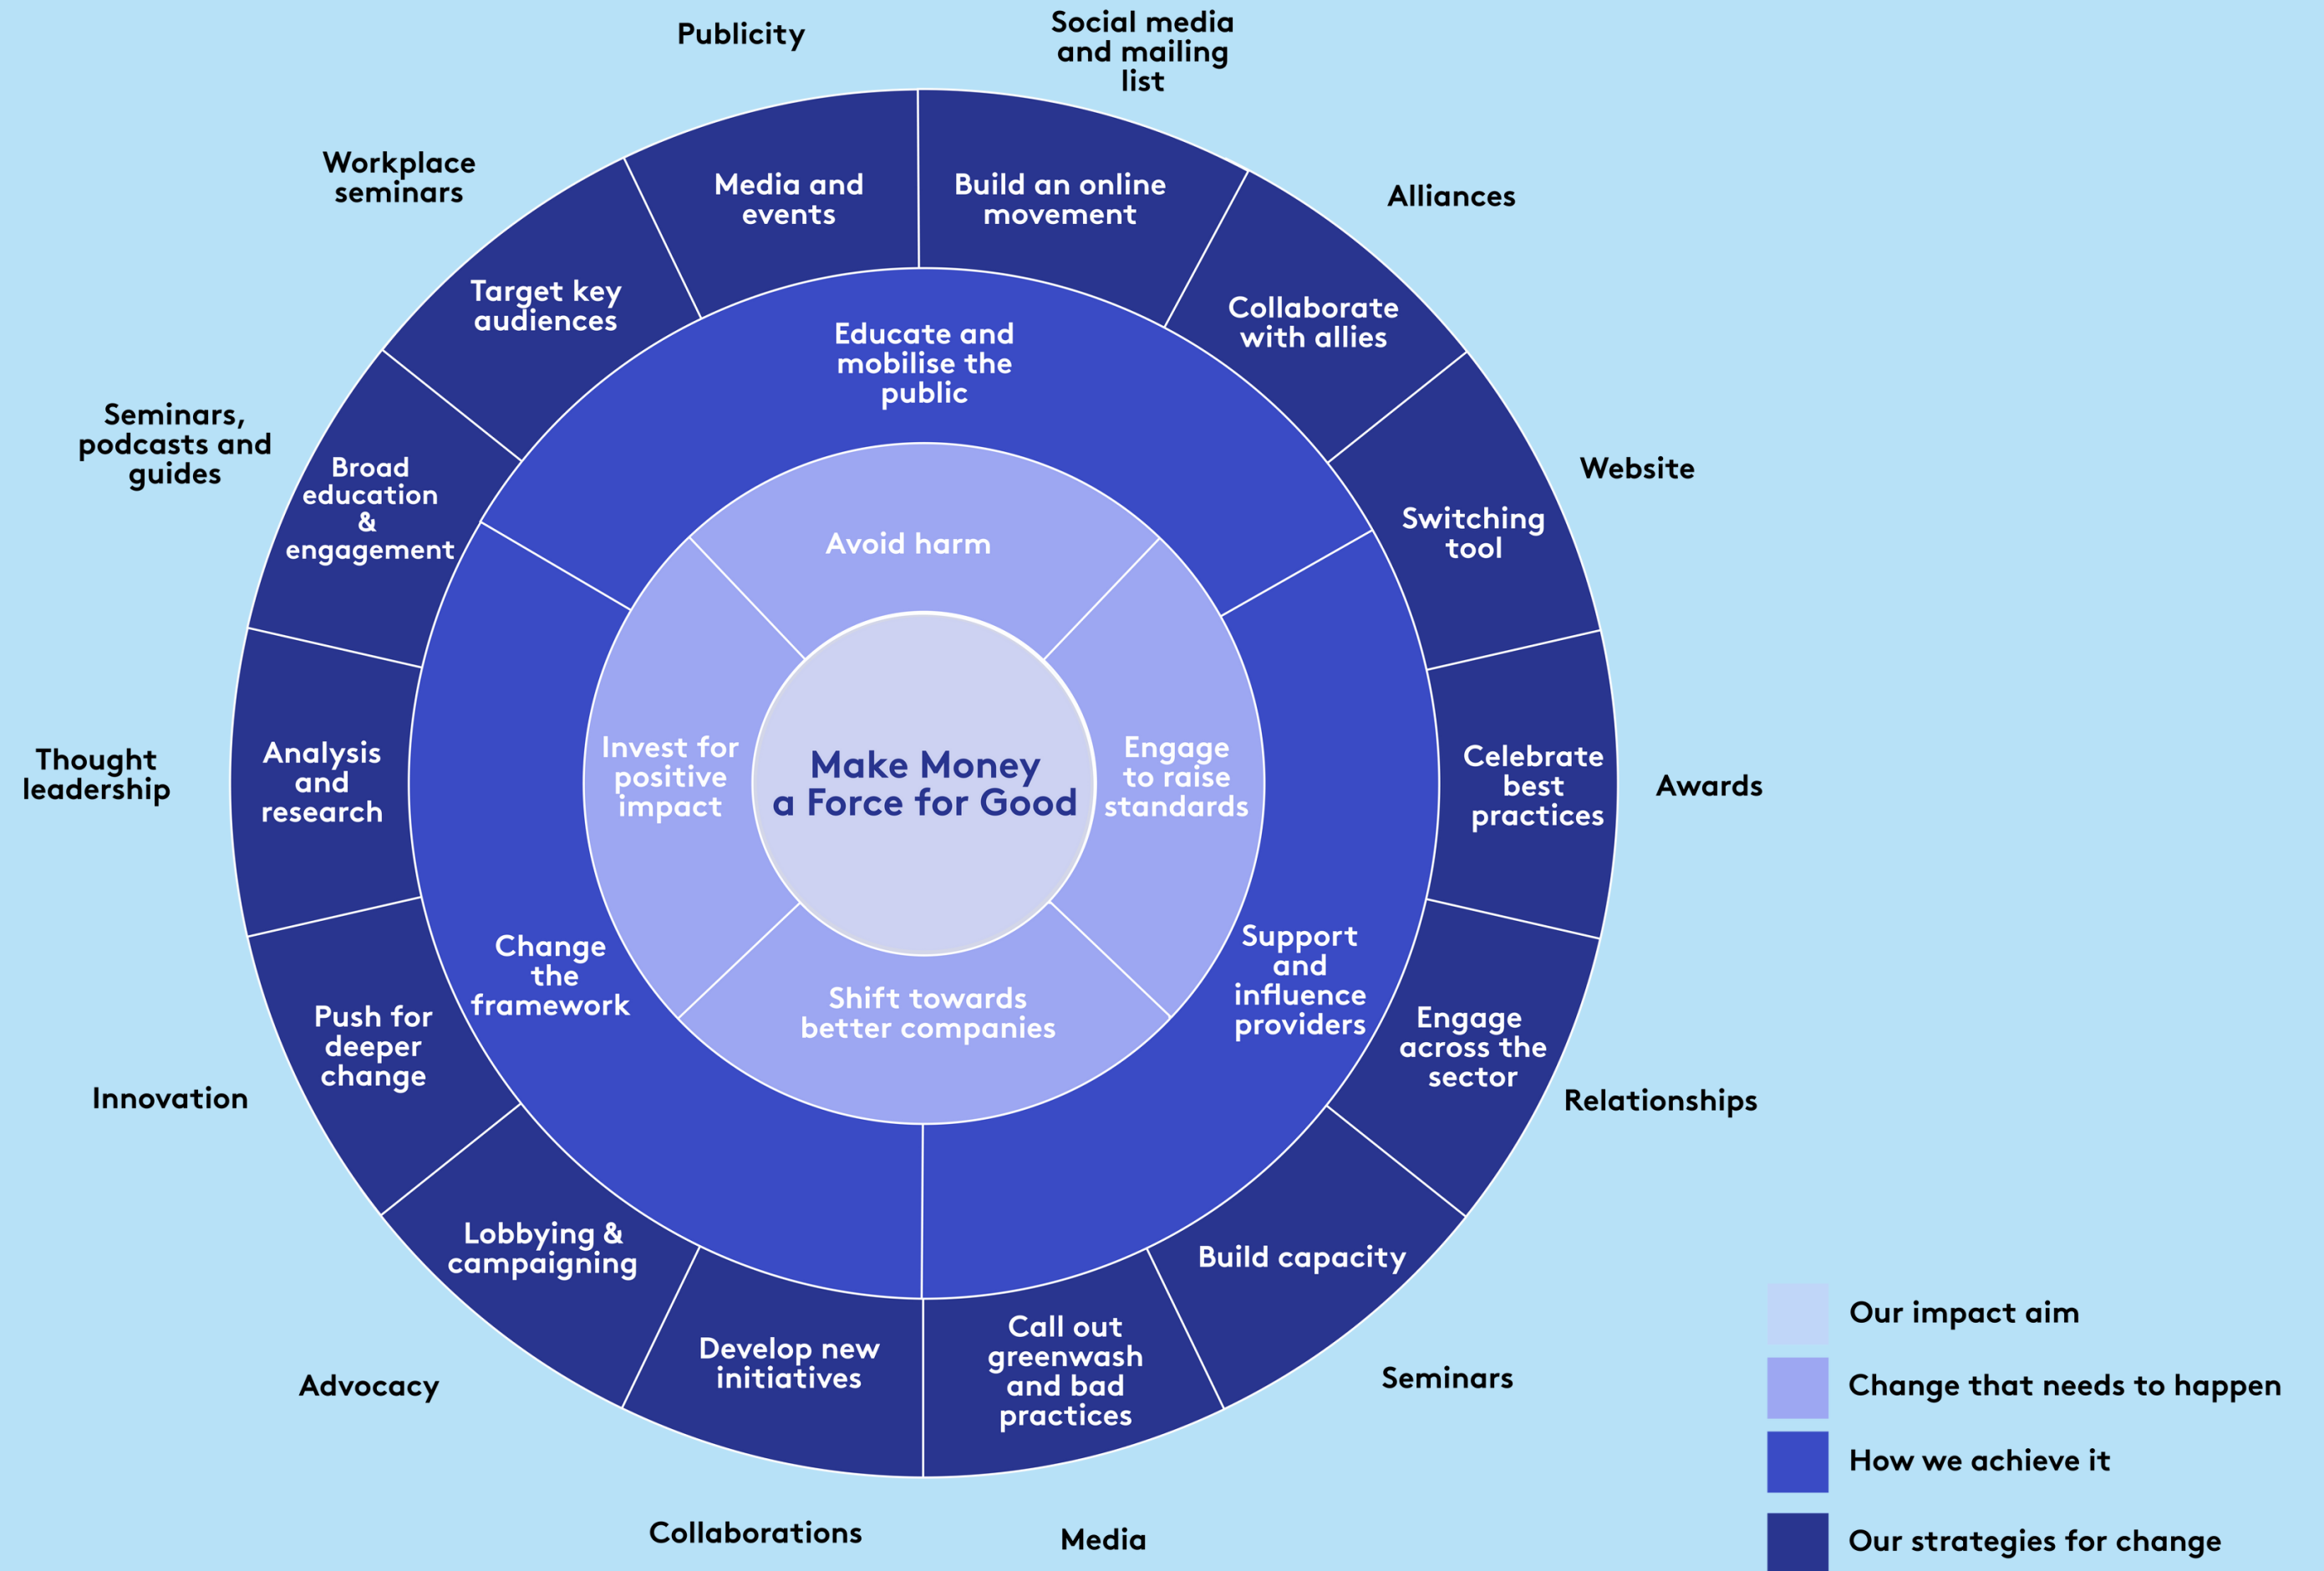 Publicity
Social media
and mailing
list
Workplace
seminars
Alliances
Seminars,
podcasts and
guides
Website
Thought
leadership
Awards
Innovation
Relationships
Advocacy
Seminars
Collaborations
Media
Media and
events
Build an online
movement
Target key
audiences
Collaborate
with allies
Broad
education
&
engagement
Switching
tool
Analysis
and
research
Celebrate
best
practices
Push for
deeper
change
Engage
across the
sector
Lobbying &
campaigning
Build capacity
Develop new
initiatives
Call out
greenwash
and bad
practices
Educate and
mobilise the
public
Change
the
framework
Support
and
influence
providers
Avoid harm
Invest for
positive
impact
Engage
to raise
standards
Shift towards
better companies
Make Money
a Force for Good
Our impact aim
Change that needs to happen
How we achieve it
Our strategies for change